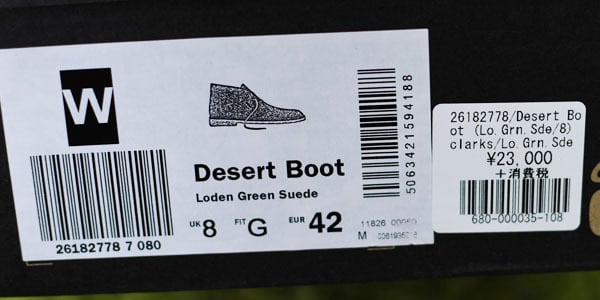 W
26182778 7 080
Desert Boot
Loden Green Suede
UK 8 FIT G EUR 42
5063421594188
11826
M
26182778/Desert Bo
ot (Lo.Grn.Sde/8)
clarks/Lo.Grn.Sde
¥23,000
+消費税
680-000035-108